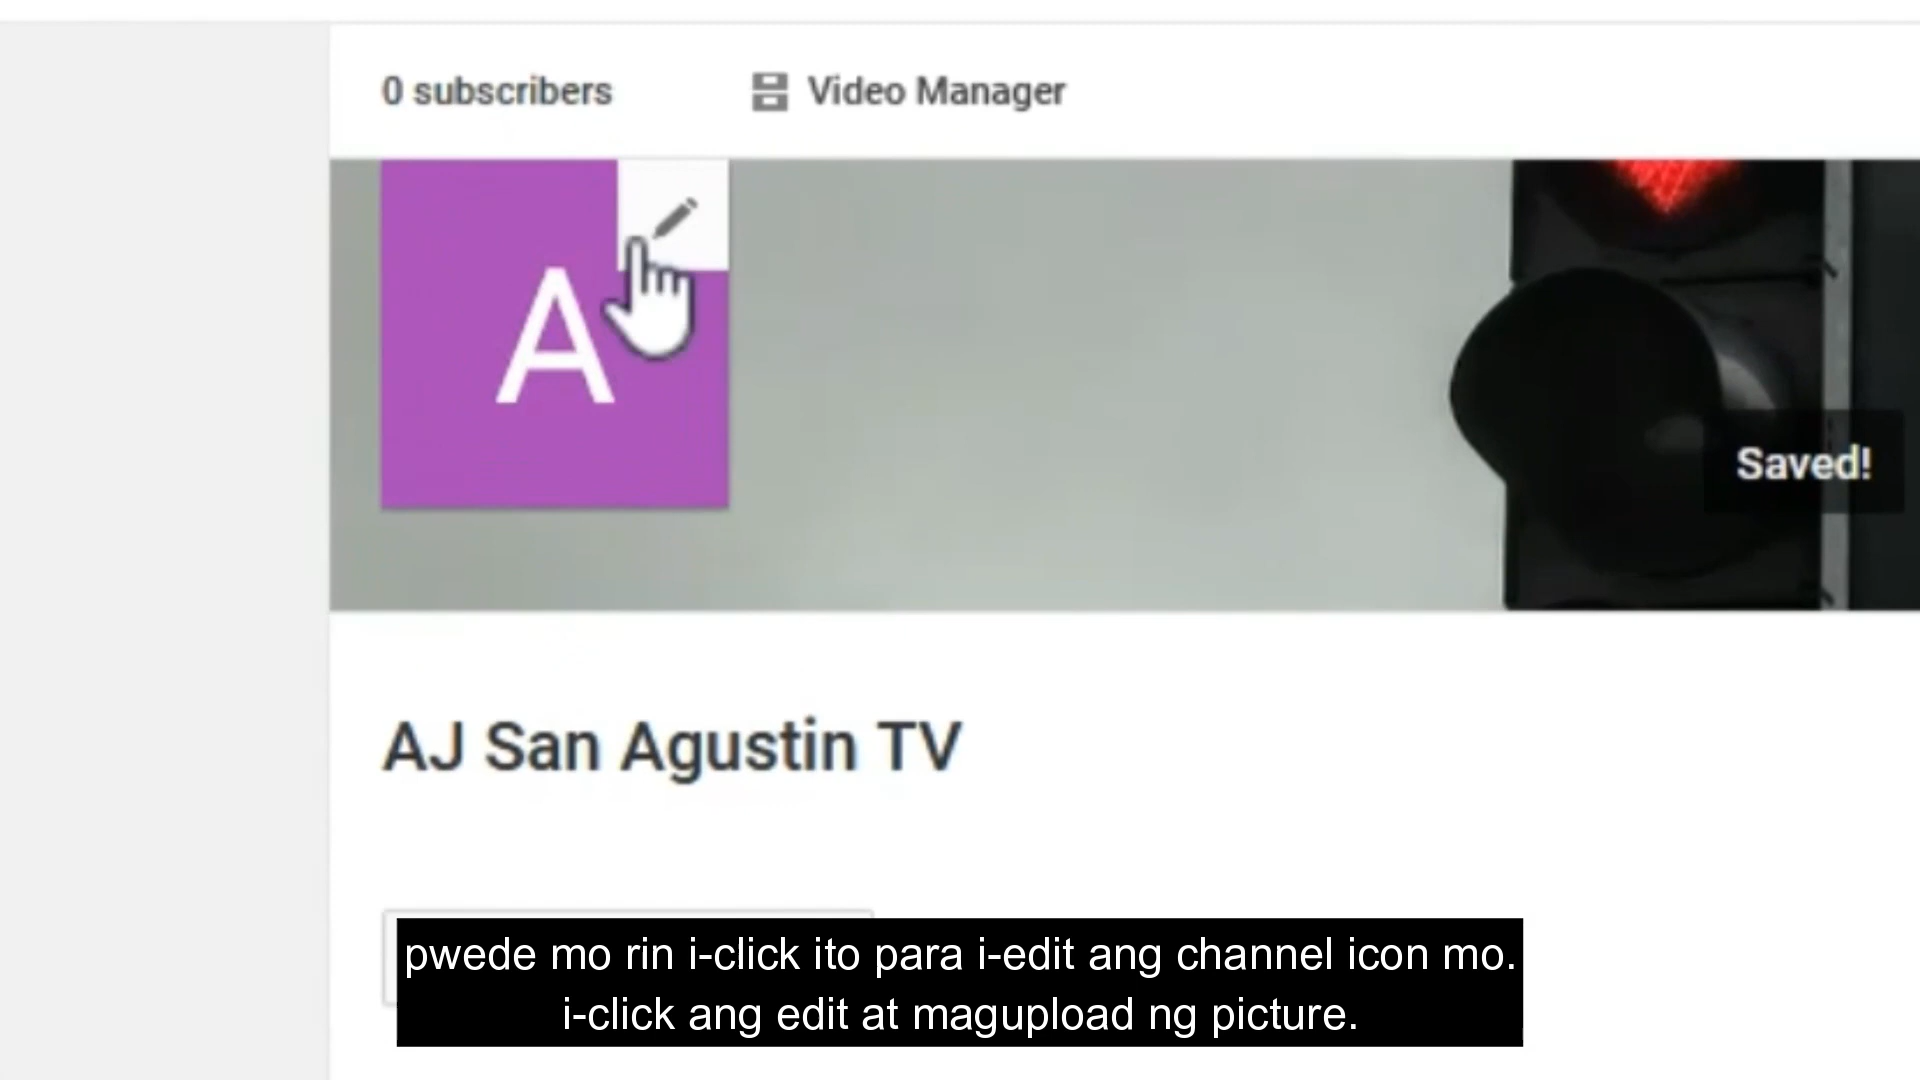 0 subscribers
Video Manager
A
Saved!
AJ San Agustin TV
pwede mo rin i-click ito para i-edit ang channel icon mo.
i-click ang edit at magupload ng picture.